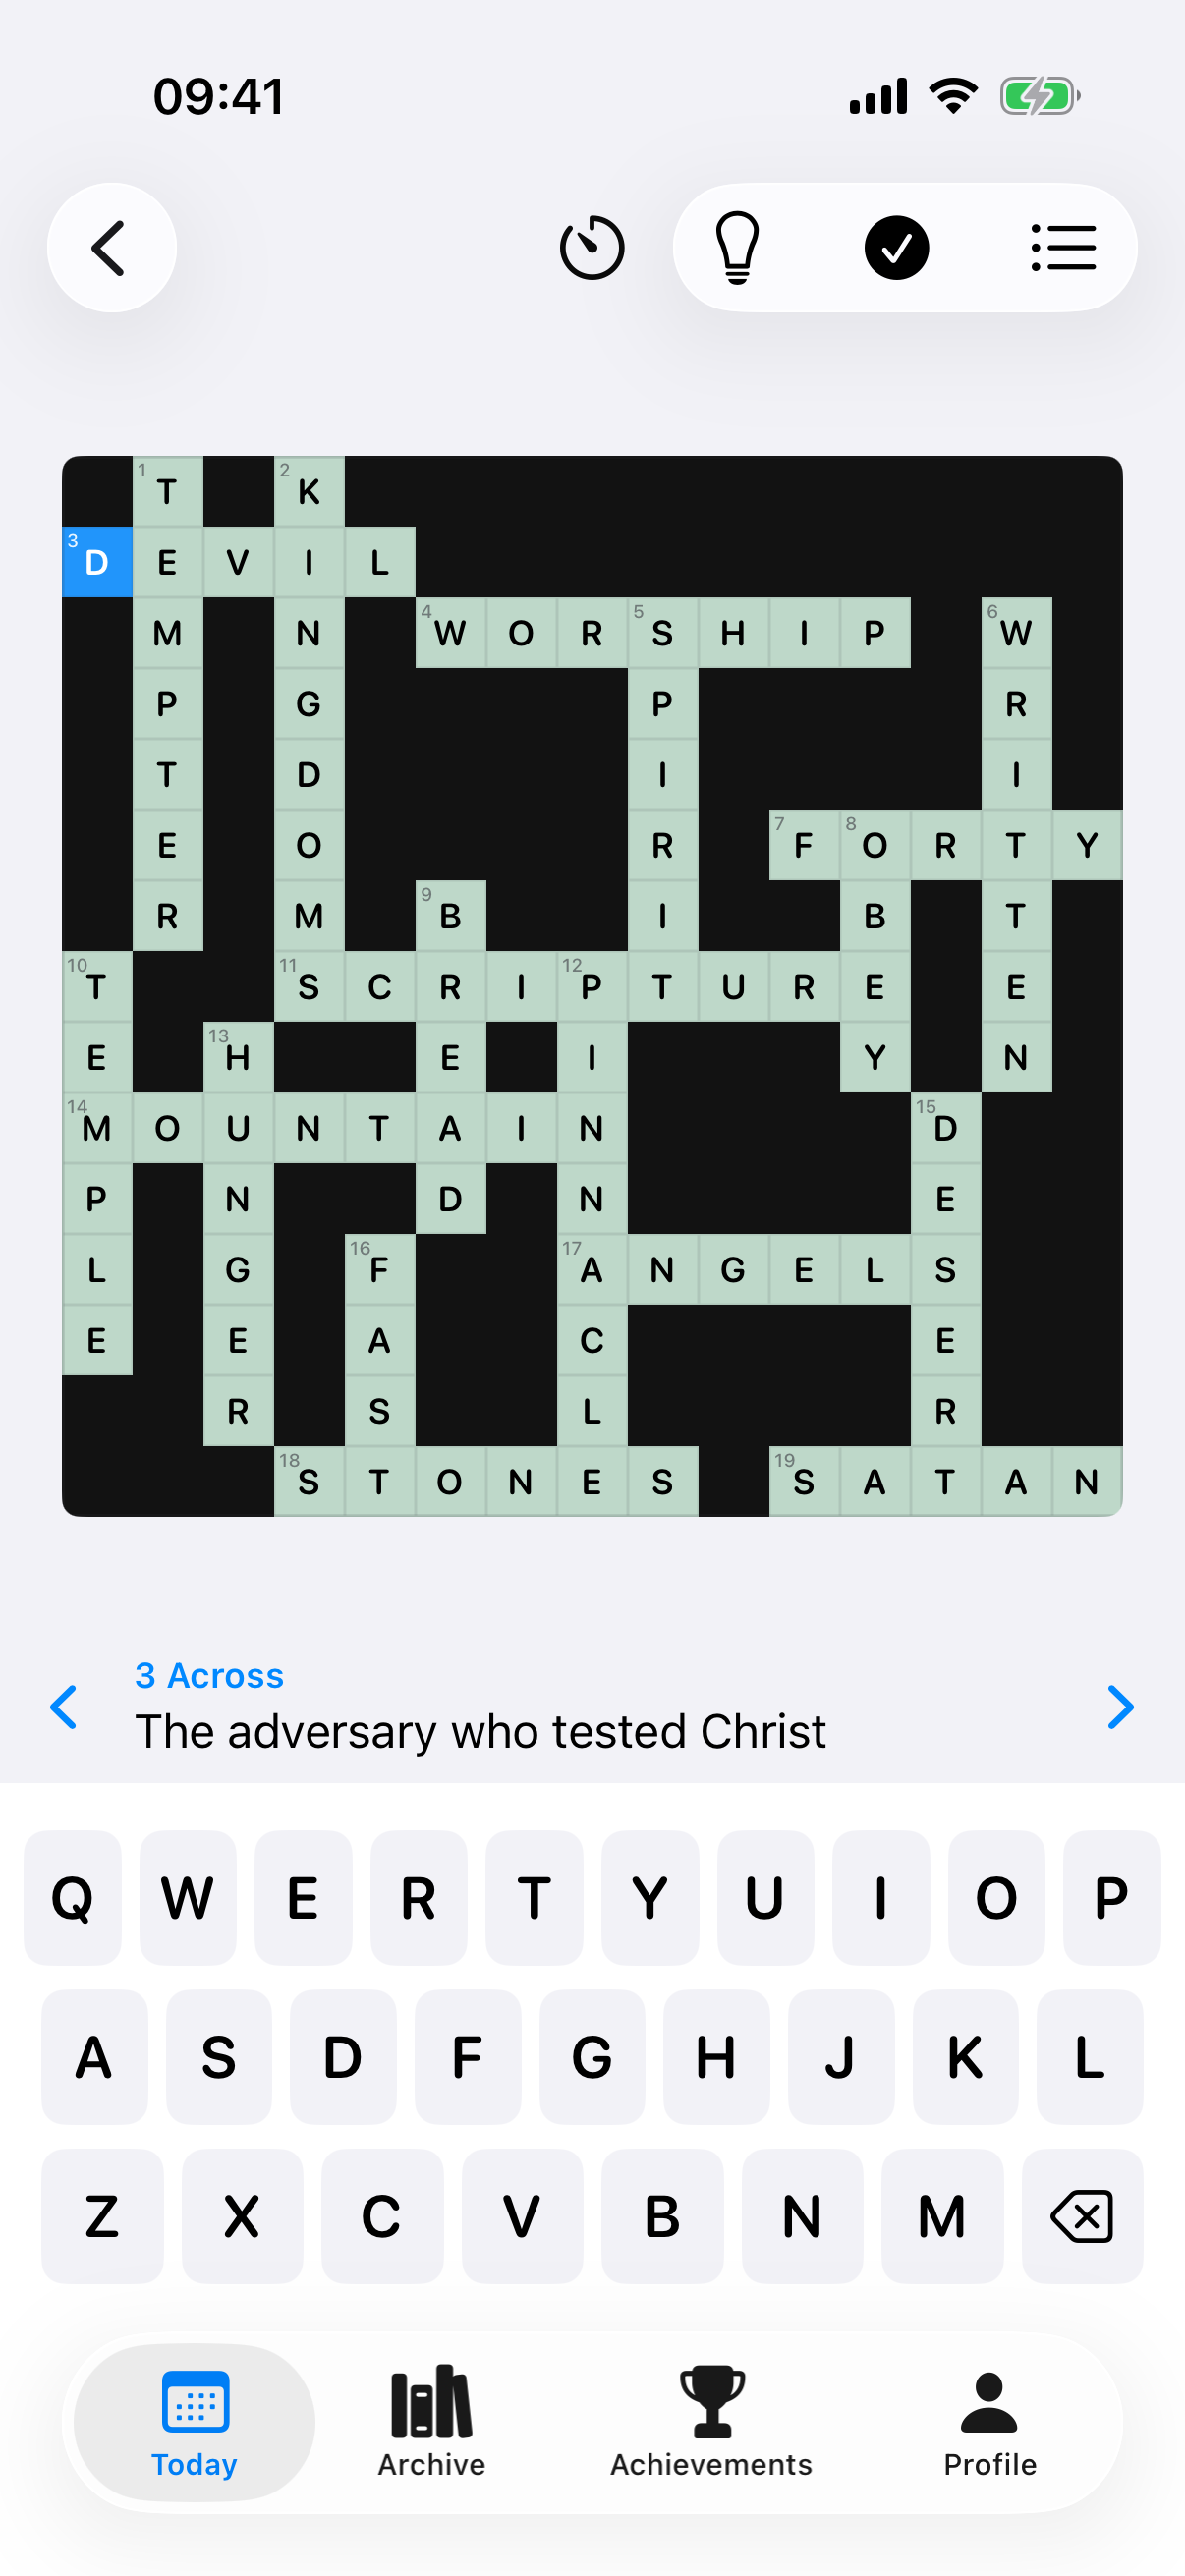 09:41
1 T 2 K
3 D E V I L
M N 4 W O R 5 S H I P 6 W
P G P R
T D I I
E O R 7 F 8 O R T Y
R M 9 B I B T
10 T 11 S C R I 12 P T U R E E
E 13 H E I Y N
14 M O U N T A I N 15 D
P N D N E
L G 16 F 17 A N G E L S
E E A C E
R S L R
18 S T O N E S 19 S A T A N
3 Across
The adversary who tested Christ
Q W E R T Y U I O P
A S D F G H J K L
Z X C V B N M
Today Archive Achievements Profile